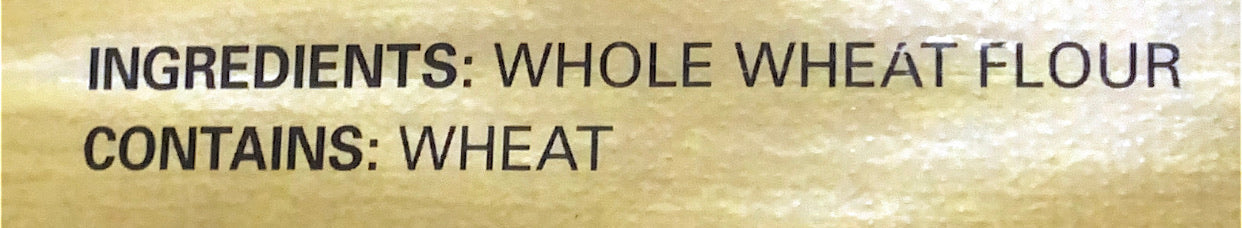 INGREDIENTS: WHOLE WHEAT FLOUR
CONTAINS: WHEAT